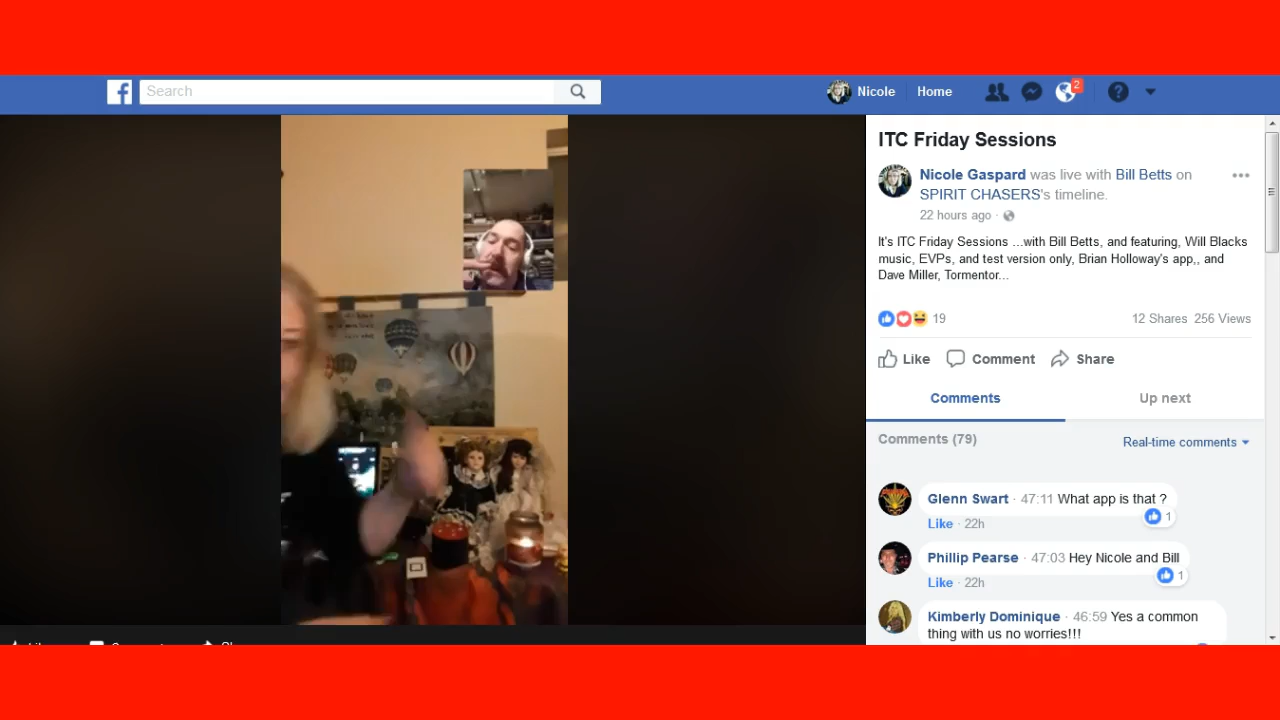 f
Search
Nicole
Home
2
ITC Friday Sessions
Nicole Gaspard was live with Bill Betts on
SPIRIT CHASERS's timeline.
22 hours ago ·
It's ITC Friday Sessions ...with Bill Betts, and featuring, Will Blacks
music, EVPs, and test version only, Brian Holloway's app,, and
Dave Miller, Tormentor...
19
12 Shares 256 Views
Like
Comment
Share
Comments
Up next
Comments (79)
Real-time comments
Glenn Swart · 47:11 What app is that ?
1
Like · 22h
Phillip Pearse · 47:03 Hey Nicole and Bill
1
Like · 22h
Kimberly Dominique · 46:59 Yes a common
thing with us no worries!!!